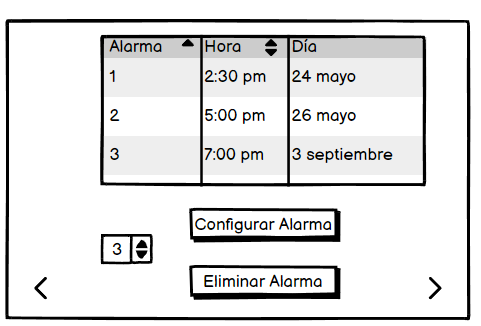 Alarma Hora Día
1 2:30 pm 24 mayo
2 5:00 pm 26 mayo
3 7:00 pm 3 septiembre
Configurar Alarma
3
Eliminar Alarma